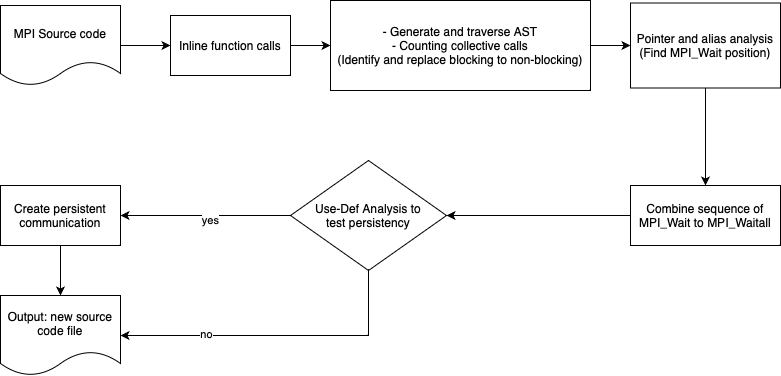 MPI Source code
Inline function calls
- Generate and traverse AST
- Counting collective calls
(Identify and replace blocking to non-blocking)
Pointer and alias analysis
(Find MPI_Wait position)
Combine sequence of
MPI_Wait to MPI_Waitall
Use-Def Analysis to
test persistency
yes
Create persistent
communication
no
Output: new source
code file